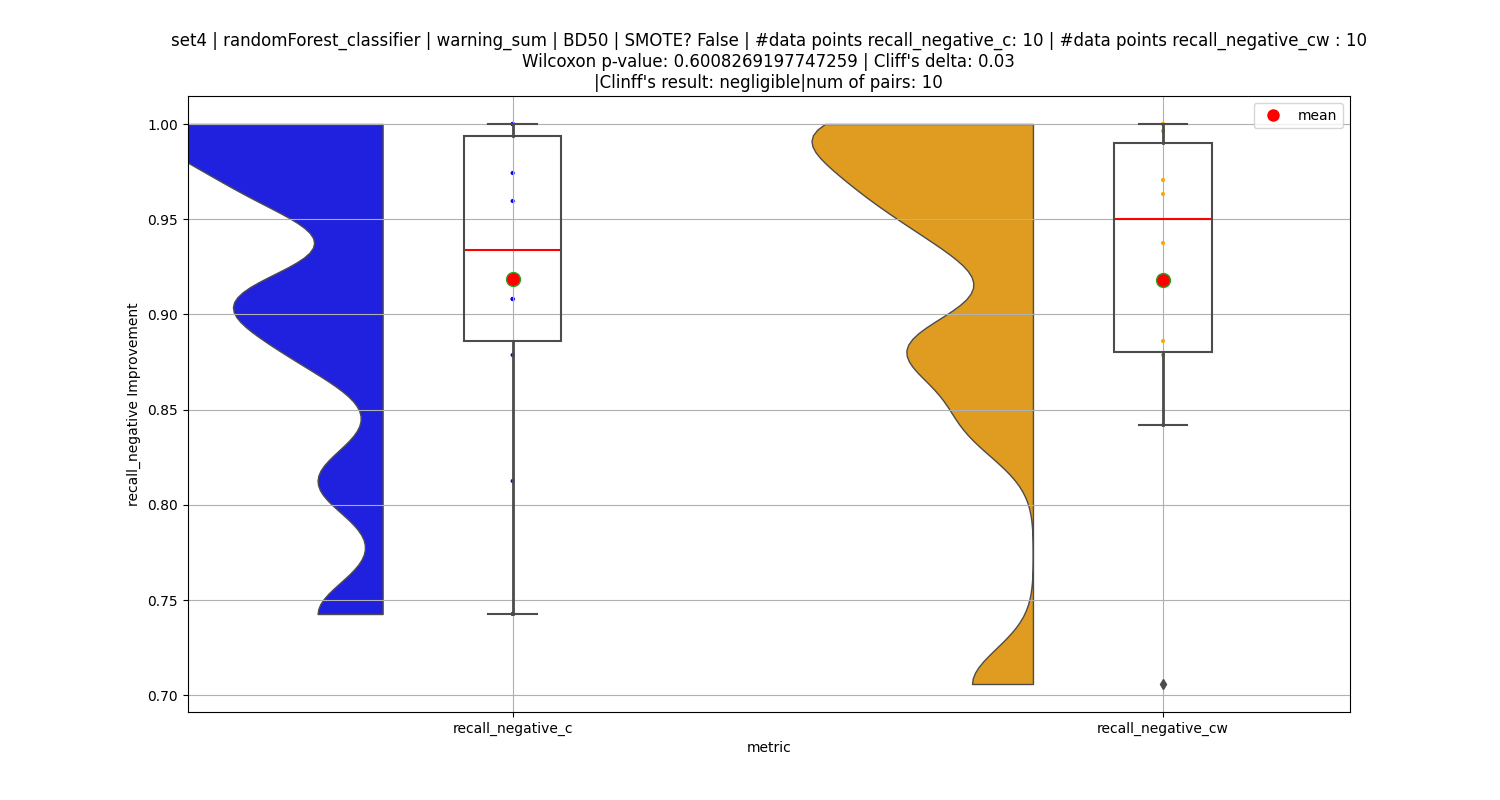 set4 | randomForest_classifier | warning_sum | BD50 | SMOTE? False | #data points recall_negative_c: 10 | #data points recall_negative_cw : 10
Wilcoxon p-value: 0.6008269197747259 | Cliff's delta: 0.03
|Clinff's result: negligible|num of pairs: 10
mean
1.00
0.95
0.90
0.85
0.80
0.75
0.70
recall_negative Improvement
recall_negative_c
recall_negative_cw
metric